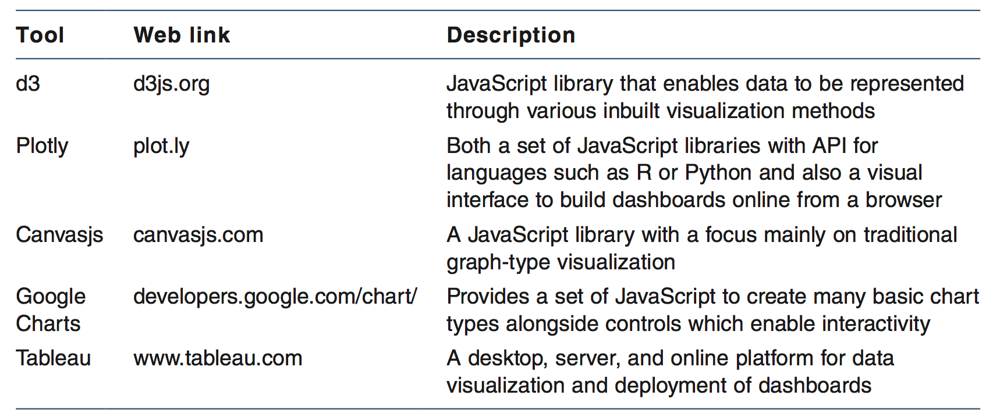 Tool Web link Description
d3 d3js.org JavaScript library that enables data to be represented
through various inbuilt visualization methods
Plotly plot.ly Both a set of JavaScript libraries with API for
languages such as R or Python and also a visual
interface to build dashboards online from a browser
Canvasjs canvasjs.com A JavaScript library with a focus mainly on traditional
graph-type visualization
Google developers.google.com/chart/ Provides a set of JavaScript to create many basic chart
Charts types alongside controls which enable interactivity
Tableau www.tableau.com A desktop, server, and online platform for data
visualization and deployment of dashboards